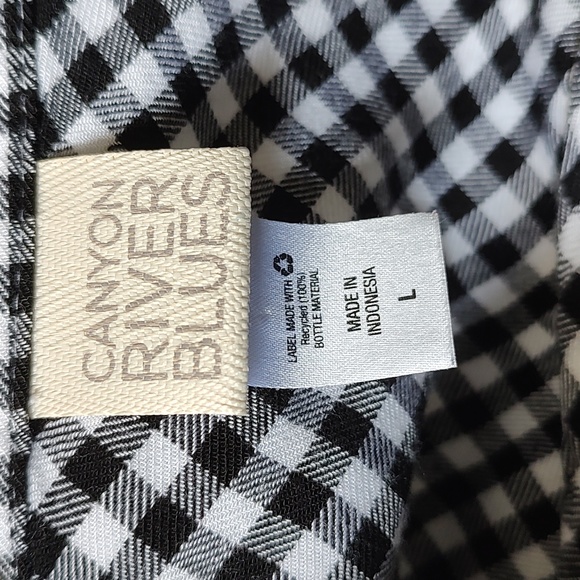 CANYON
RIVER
BLUES
LABEL MADE WITH
Recycled (100%)
BOTTLE MATERIAL
MADE IN
INDONESIA
L